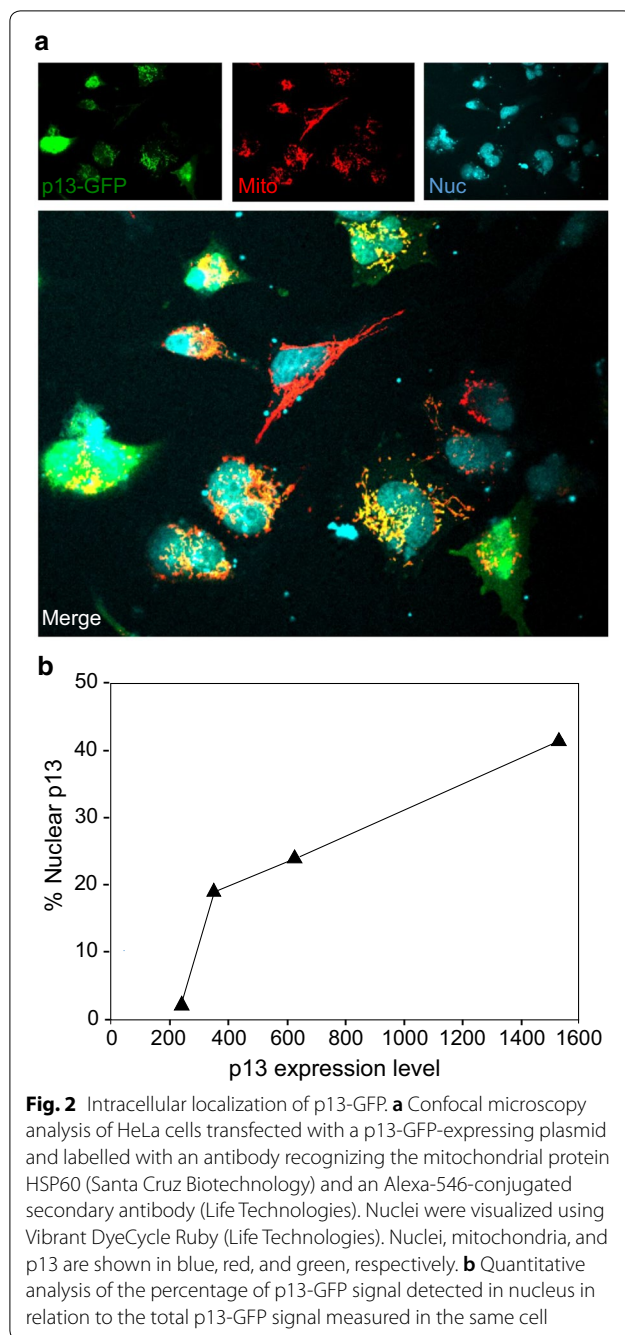 a
p13-GFP Mito Nuc
Merge
b
50
40
30
20
10
0
% Nuclear p13
0 200 400 600 800 1000 1200 1400 1600
p13 expression level
Fig. 2 Intracellular localization of p13-GFP. a Confocal microscopy
analysis of HeLa cells transfected with a p13-GFP-expressing plasmid
and labelled with an antibody recognizing the mitochondrial protein
HSP60 (Santa Cruz Biotechnology) and an Alexa-546-conjugated
secondary antibody (Life Technologies). Nuclei were visualized using
Vibrant DyeCycle Ruby (Life Technologies). Nuclei, mitochondria, and
p13 are shown in blue, red, and green, respectively. b Quantitative
analysis of the percentage of p13-GFP signal detected in nucleus in
relation to the total p13-GFP signal measured in the same cell